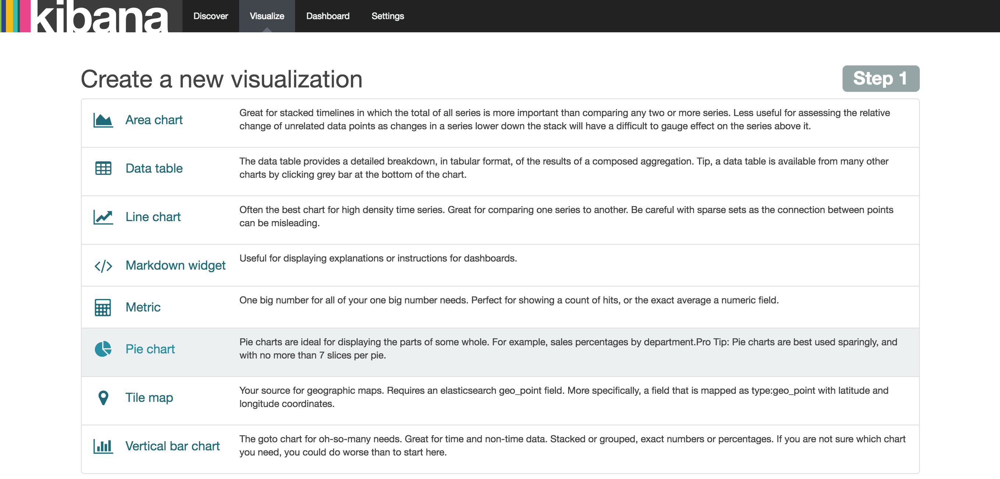 kibana Discover Visualize Dashboard Settings
Create a new visualization Step 1
Area chart
Great for stacked timelines in which the total of all series is more important than comparing any two or more series. Less useful for assessing the relative
change of unrelated data points as changes in a series lower down the stack will have a difficult to gauge effect on the series above it.
Data table
The data table provides a detailed breakdown, in tabular format, of the results of a composed aggregation. Tip, a data table is available from many other
charts by clicking grey bar at the bottom of the chart.
Line chart
Often the best chart for high density time series. Great for comparing one series to another. Be careful with sparse sets as the connection between points
can be misleading.
Markdown widget
Useful for displaying explanations or instructions for dashboards.
Metric
One big number for all of your one big number needs. Perfect for showing a count of hits, or the exact average a numeric field.
Pie chart
Pie charts are ideal for displaying the parts of some whole. For example, sales percentages by department.Pro Tip: Pie charts are best used sparingly, and
with no more than 7 slices per pie.
Tile map
Your source for geographic maps. Requires an elasticsearch geo_point field. More specifically, a field that is mapped as type:geo_point with latitude and
longitude coordinates.
Vertical bar chart
The goto chart for oh-so-many needs. Great for time and non-time data. Stacked or grouped, exact numbers or percentages. If you are not sure which chart
you need, you could do worse than to start here.